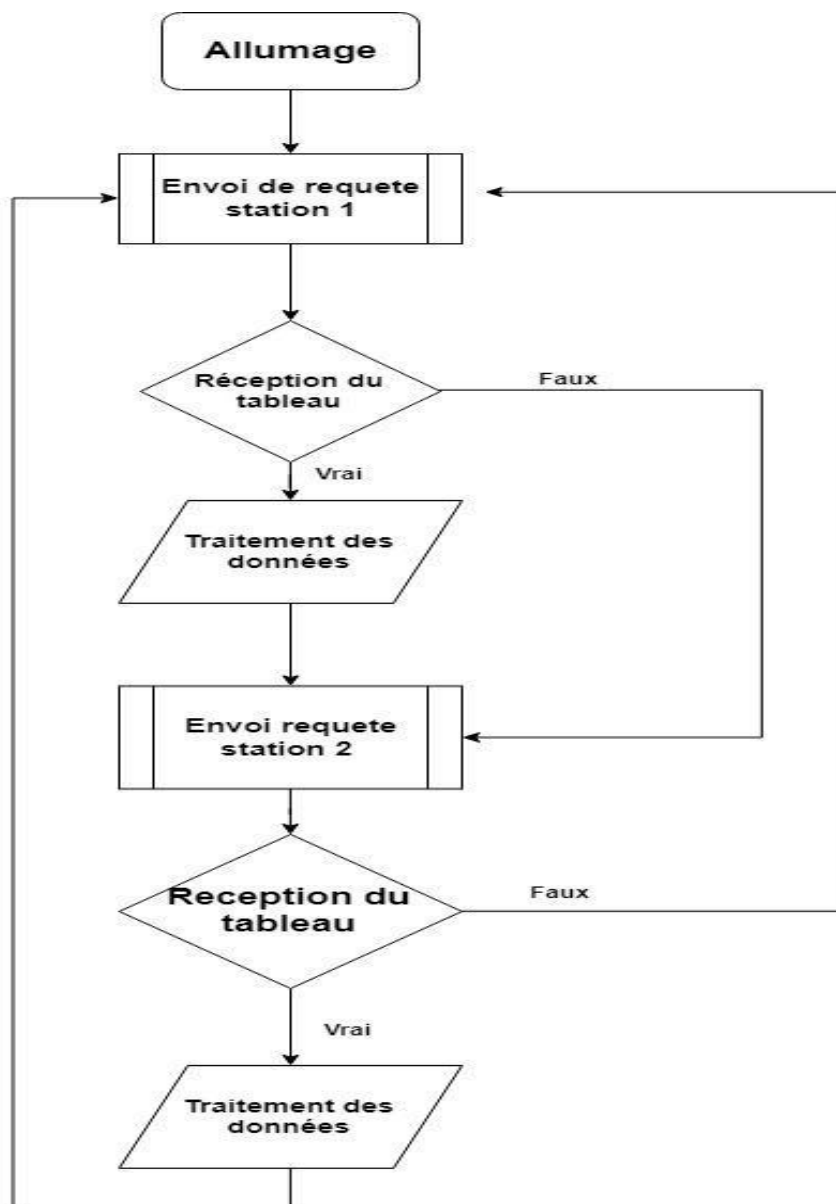 Allumage
Envoi de requete
station 1
Réception du
tableau
Faux
Vrai
Traitement des
données
Envoi requete
station 2
Reception du
tableau
Faux
Vrai
Traitement des
données